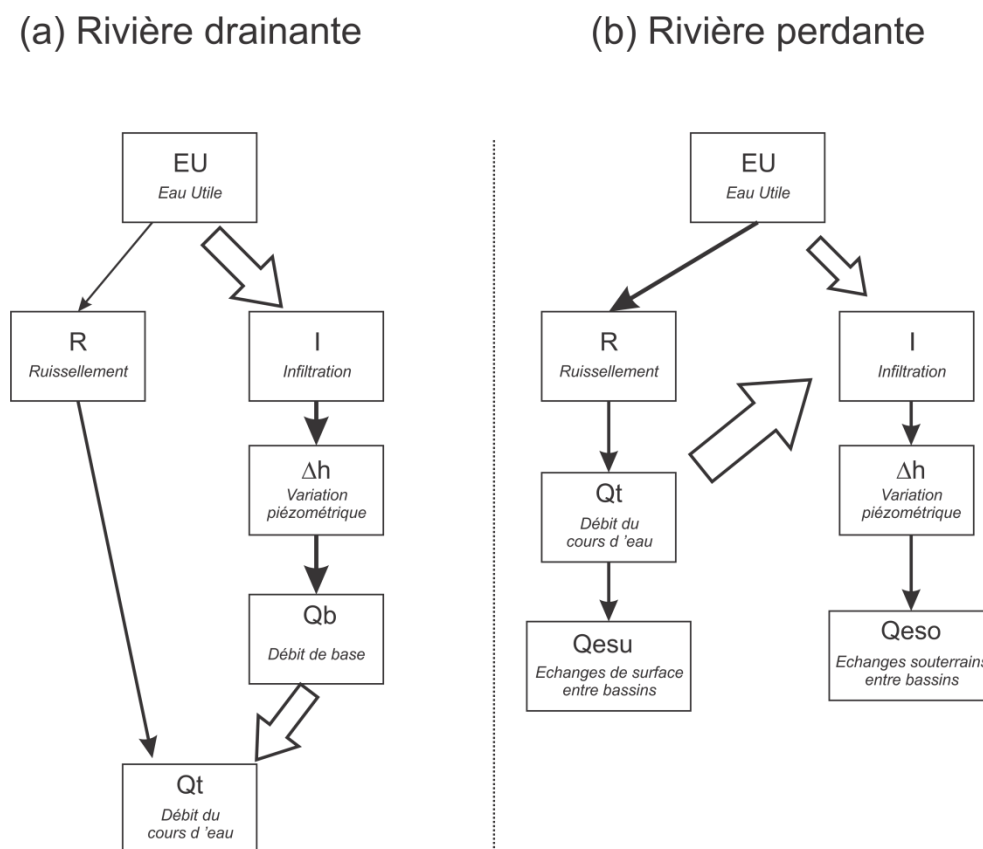 (a) Rivière drainante
EU
Eau Utile
R
Ruissellement
I
Infiltration
Δh
Variation
piézométrique
Qb
Débit de base
Qt
Débit du
cours d 'eau
(b) Rivière perdante
EU
Eau Utile
R
Ruissellement
I
Infiltration
Qt
Débit du
cours d 'eau
Δh
Variation
piézométrique
Qesu
Echanges de surface
entre bassins
Qeso
Echanges souterrains
entre bassins